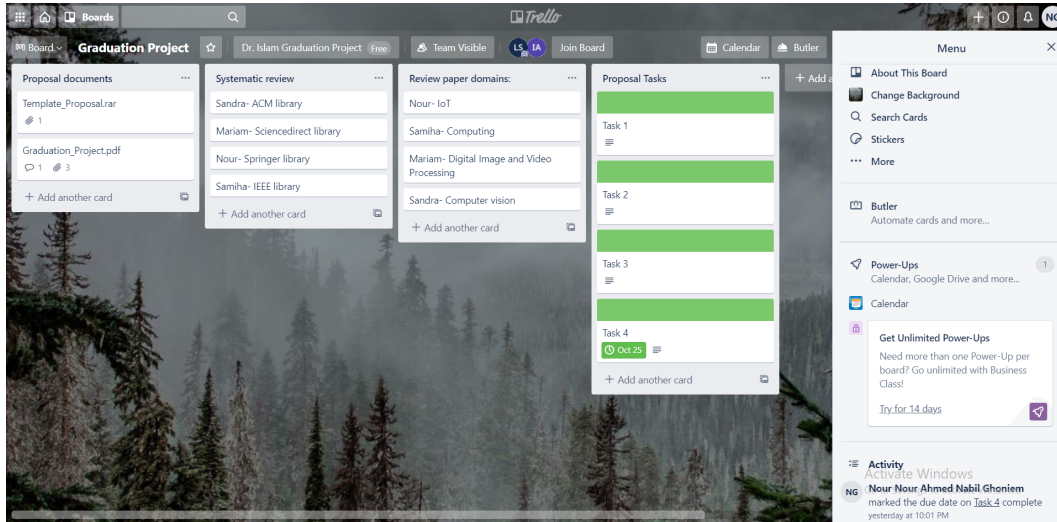 Boards
Trello
NG
Board
Graduation Project
Dr. Islam Graduation Project Free
Team Visible
LS IA
Join Board
Calendar
Butler
Proposal documents
Template_Proposal.rar
1
Graduation_Project.pdf
1 3
+ Add another card
Systematic review
Sandra- ACM library
Mariam- Sciencedirect library
Nour- Springer library
Samiha- IEEE library
+ Add another card
Review paper domains:
Nour- IoT
Samiha- Computing
Mariam- Digital Image and Video
Processing
Sandra- Computer vision
+ Add another card
Proposal Tasks
Task 1
Task 2
Task 3
Task 4
Oct 25
+ Add another card
+ Add a
Menu
About This Board
Change Background
Search Cards
Stickers
More
Butler
Automate cards and more...
Power-Ups
1
Calendar, Google Drive and more...
Calendar
Get Unlimited Power-Ups
Need more than one Power-Up per
board? Go unlimited with Business
Class!
Try for 14 days
Activity
Activate Windows
NG
Nour Nour Ahmed Nabil Ghoniem
marked the due date on Task 4 complete
yesterday at 10:01 PM